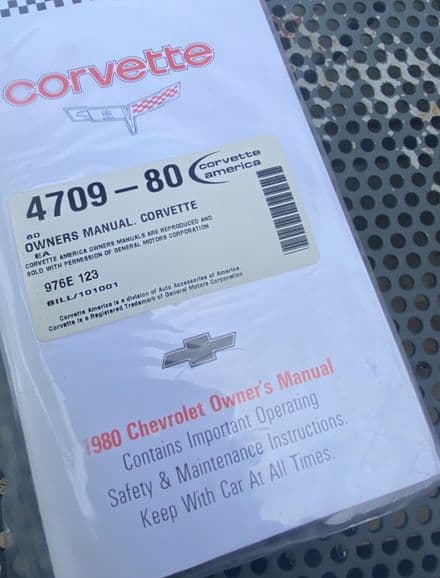 corvette
4709-80
corvette
america
80
OWNERS MANUAL. CORVETTE
EA
CORVETTE AMERICA OWNERS MANUALS ARE REPRODUCED AND
SOLD WITH PERMISSION OF GENERAL MOTORS CORPORATION
976E 123
BILL/101001
Corvette America is a division of Auto Accessories of America
Corvette is a Registered Trademark of General Motors Corporation
1980 Chevrolet Owner's Manual
Contains Important Operating
Safety & Maintenance Instructions.
Keep With Car At All Times.